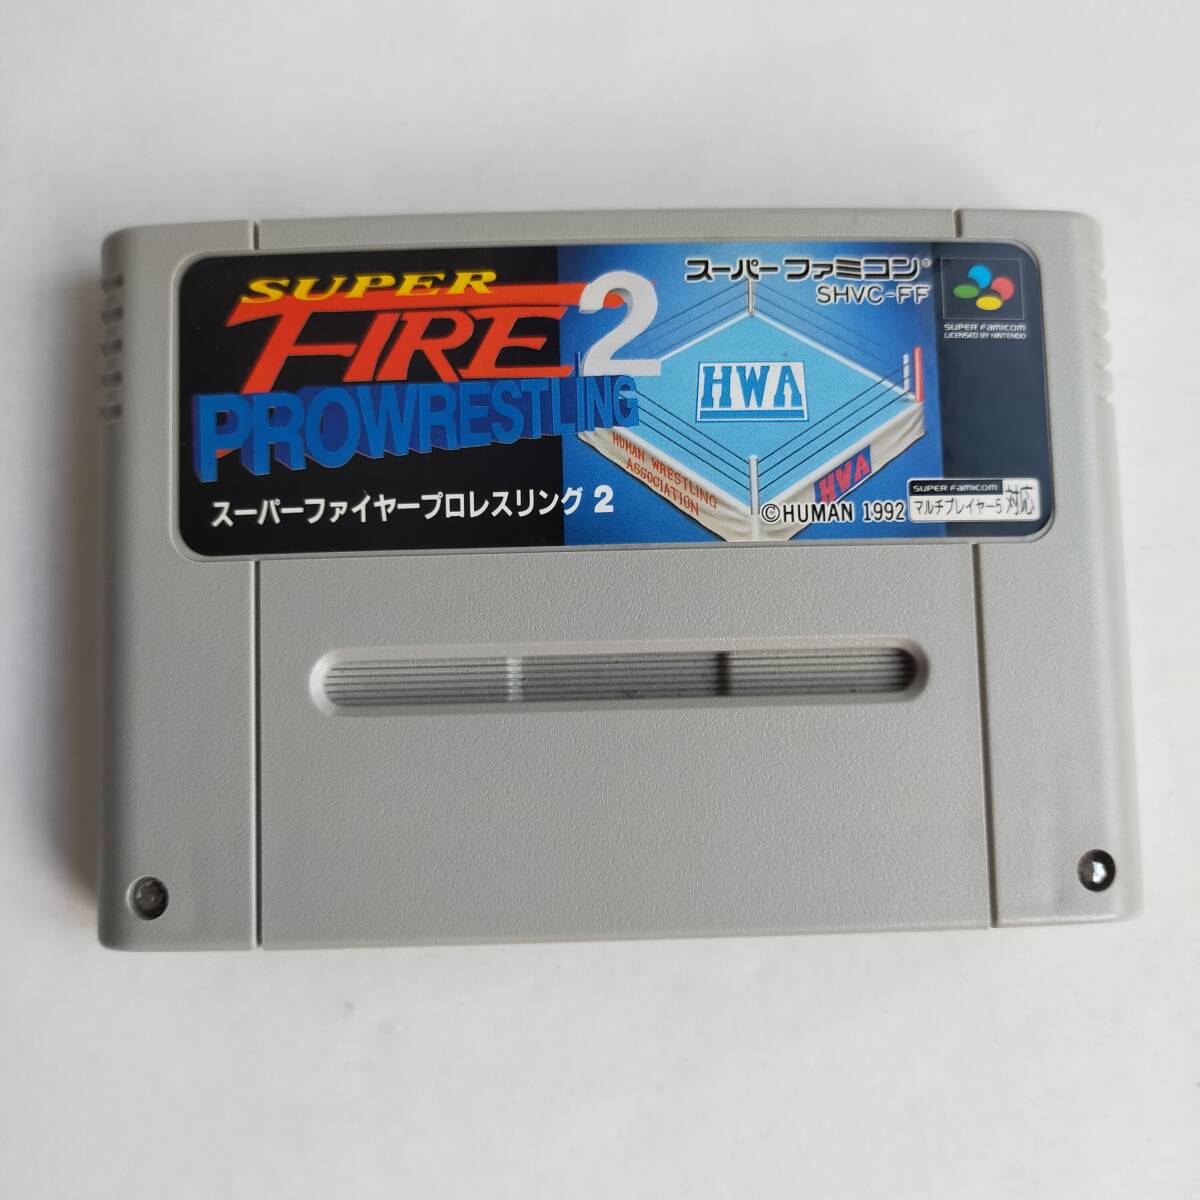 SUPER
FIRE 2
PROWRESTLING
スーパーファイヤープロレスリング 2
スーパーファミコン®
SHVC-FF
SUPER FAMICOM
LICENSED BY NINTENDO
HWA
HUMAN WRESTLING
ASSOCIATION
HWA
©HUMAN 1992
SUPER FAMICOM
マルチプレイヤー5 対応